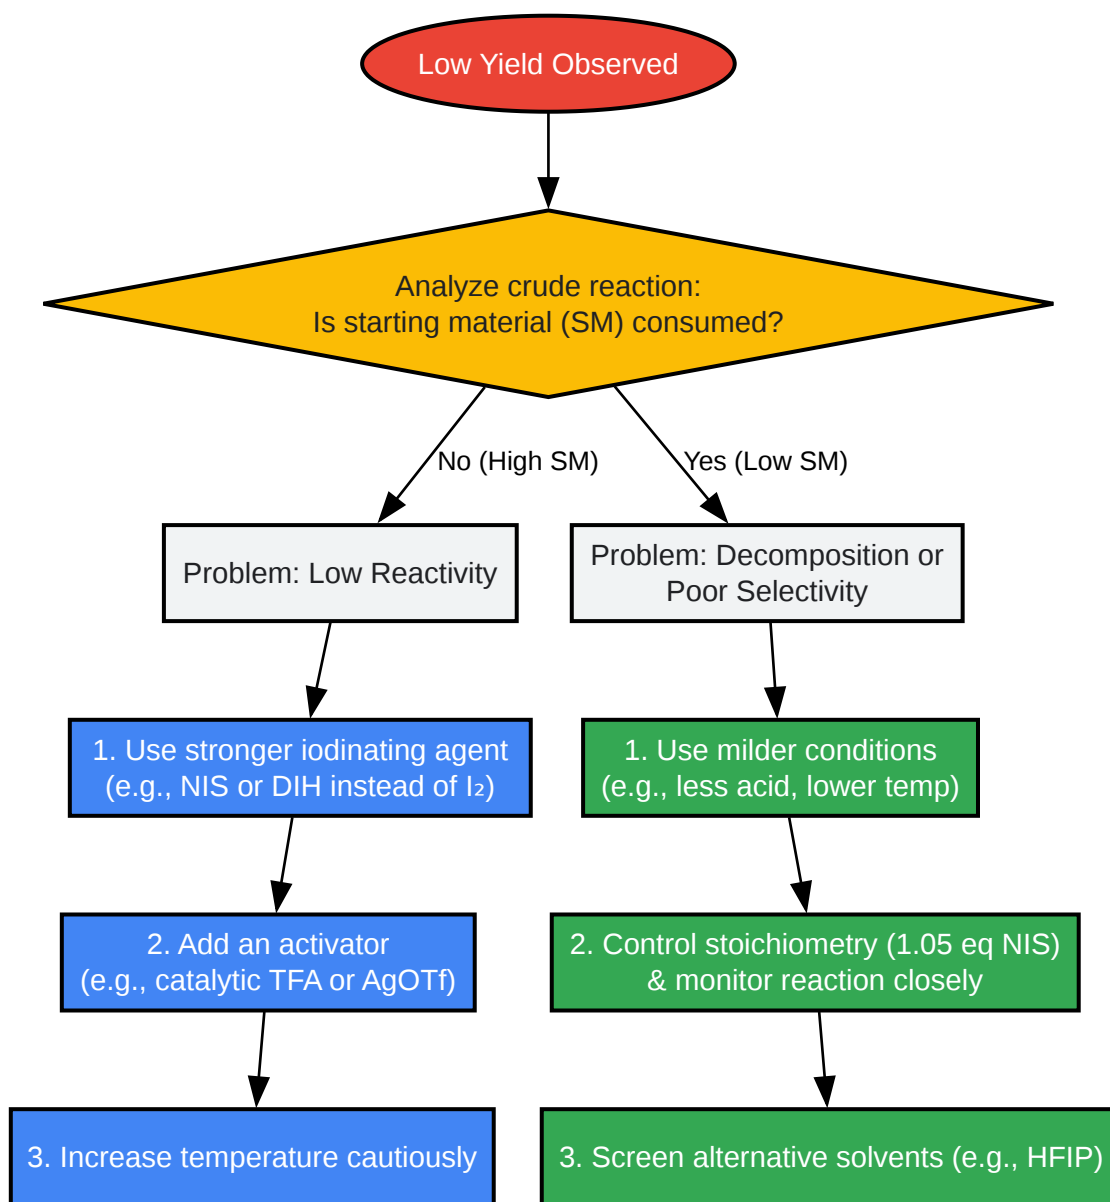 Low Yield Observed
Analyze crude reaction:
Is starting material (SM) consumed?
No (High SM)
Yes (Low SM)
Problem: Low Reactivity
Problem: Decomposition or
Poor Selectivity
1. Use stronger iodinating agent
(e.g., NIS or DIH instead of I₂)
1. Use milder conditions
(e.g., less acid, lower temp)
2. Add an activator
(e.g., catalytic TFA or AgOTf)
2. Control stoichiometry (1.05 eq NIS)
& monitor reaction closely
3. Increase temperature cautiously
3. Screen alternative solvents (e.g., HFIP)